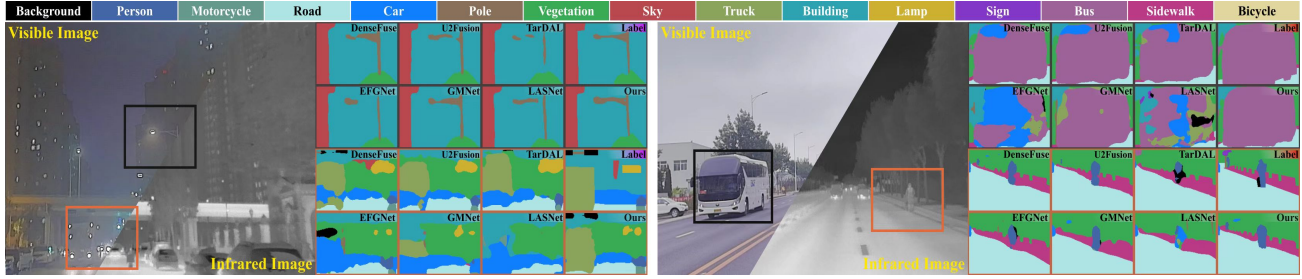 Background Person Motorcycle Road Car Pole Vegetation Sky Truck Building Lamp Sign Bus Sidewalk Bicycle
Visible Image
Infrared Image
DenseFuse U2Fusion TarDAL Label
EFGNet GMNet LASNet Ours
DenseFuse U2Fusion TarDAL Label
EFGNet GMNet LASNet Ours
Visible Image
Infrared Image
DenseFuse U2Fusion TarDAL Label
EFGNet GMNet LASNet Ours
DenseFuse U2Fusion TarDAL Label
EFGNet GMNet LASNet Ours